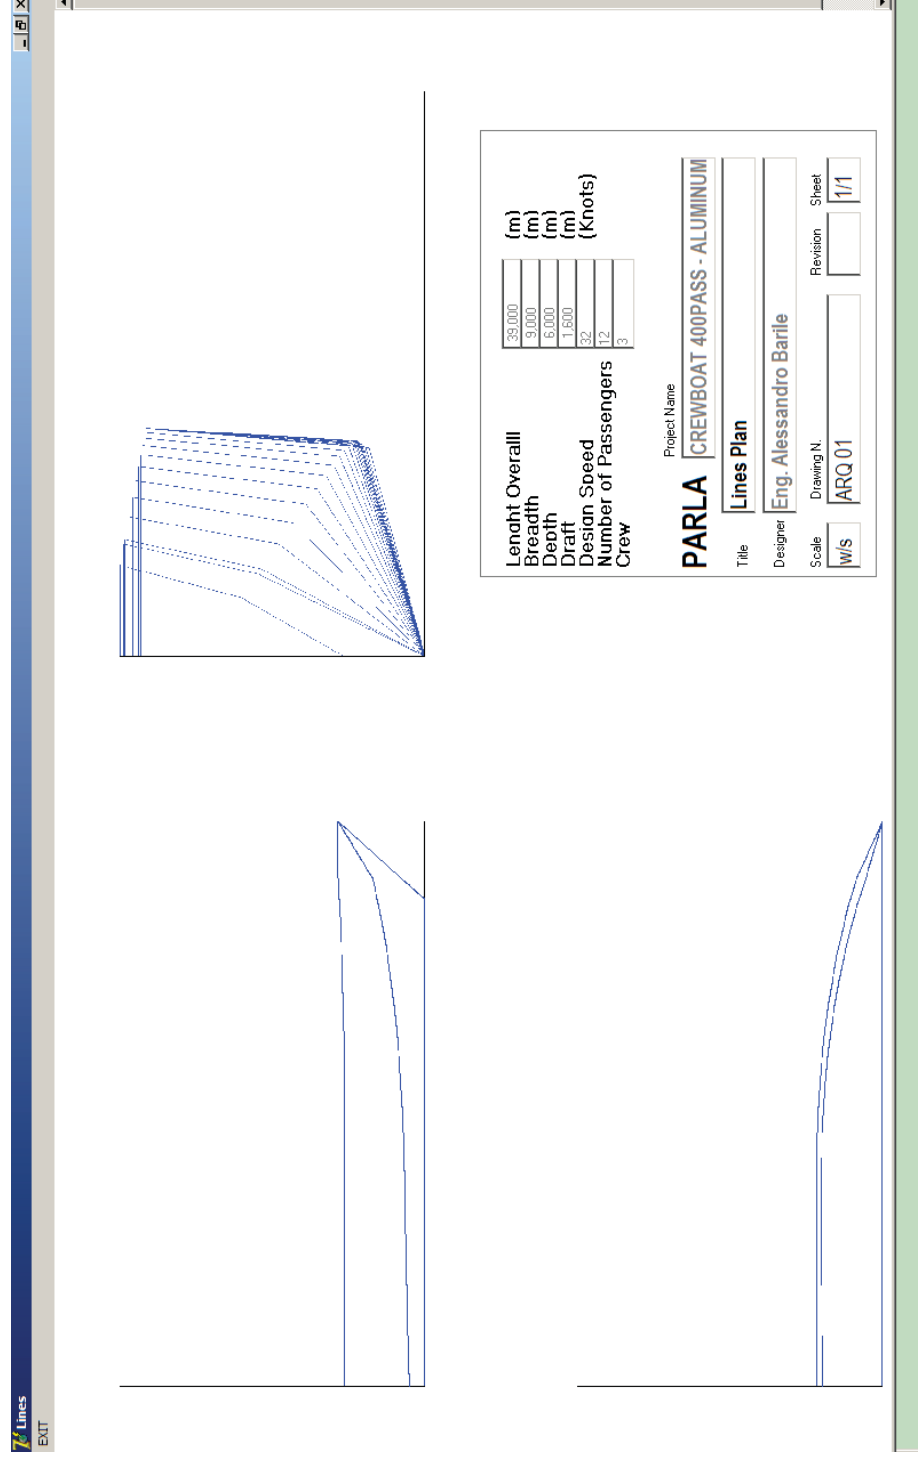 Lines
EXIT
Lenght Overalll 39,000 (m)
Breadth 9,000 (m)
Depth 6,000 (m)
Draft 1,600 (m)
Design Speed 32 (Knots)
Number of Passengers 12
Crew 3
Project Name
PARLA CREWBOAT 400PASS - ALUMINUM
Title Lines Plan
Designer Eng. Alessandro Barile
Scale Drawing N. Revision Sheet
w/s ARQ 01 1/1